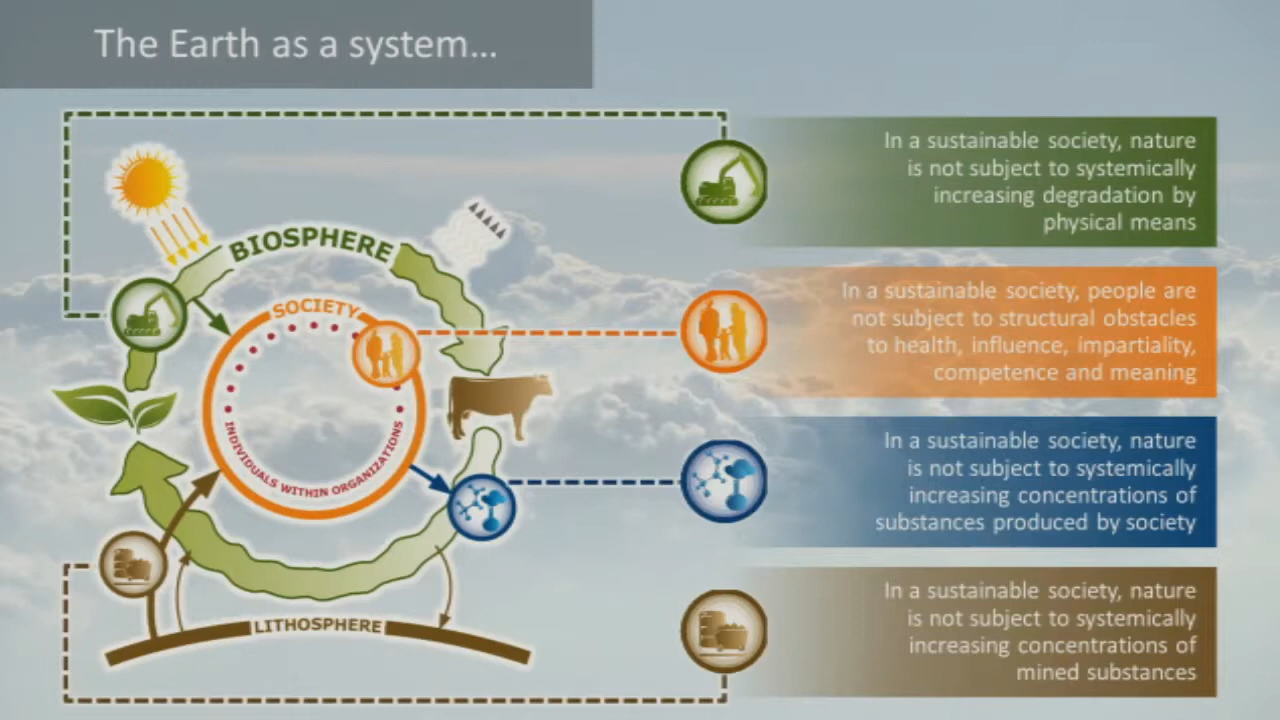 The Earth as a system...
BIOSPHERE
SOCIETY
INDIVIDUALS WITHIN ORGANIZATIONS
LITHOSPHERE
In a sustainable society, nature
is not subject to systemically
increasing degradation by
physical means
In a sustainable society, people are
not subject to structural obstacles
to health, influence, impartiality,
competence and meaning
In a sustainable society, nature
is not subject to systemically
increasing concentrations of
substances produced by society
In a sustainable society, nature
is not subject to systemically
increasing concentrations of
mined substances